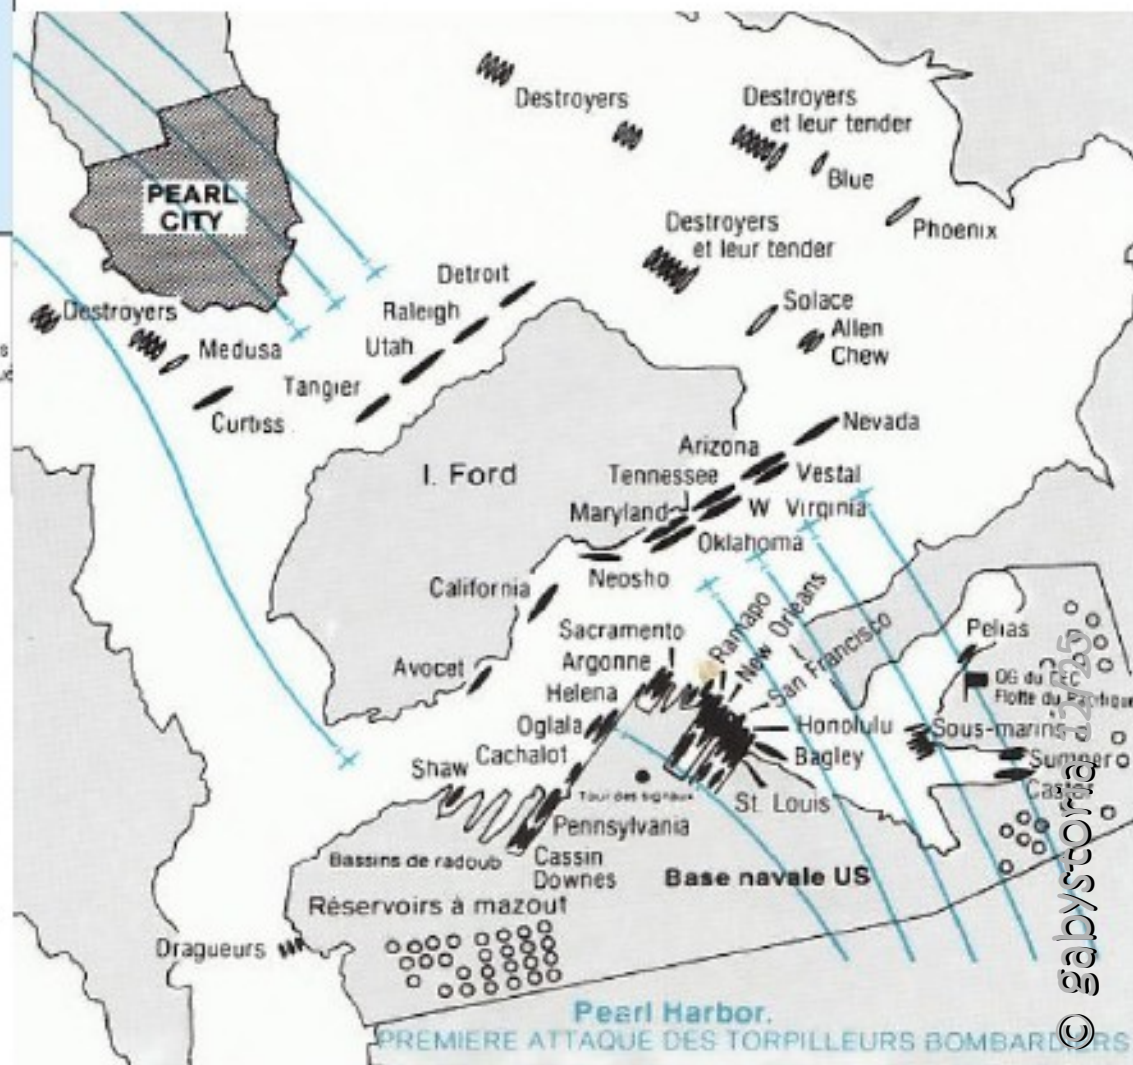 Destroyers
Destroyers
et leur tender
Blue
Phoenix
PEARL
CITY
Destroyers
et leur tender
Detroit
Raleigh
Utah
Tangier
Solace
Allen
Chew
Destroyers
Medusa
Curtiss
I. Ford
Nevada
Arizona
Vestal
Tennessee
W Virginia
Maryland
Oklahoma
Neosho
California
Avocet
Sacramento
Argonne
Helena
Oglala
Cachalot
Shaw
Ramapo
New Orleans
San Francisco
Honolulu
Bagley
St. Louis
Pelias
QG du
Flotte du Pacifique
Sous-marins
Sumner
Tour des signaux
Pennsylvania
Cassin
Downes
Bassins de radoub
Base navale US
Réservoirs à mazout
Dragueurs
Pearl Harbor.
PREMIERE ATTAQUE DES TORPILLEURS BOMBARDIERS
© gabyscoria 12725